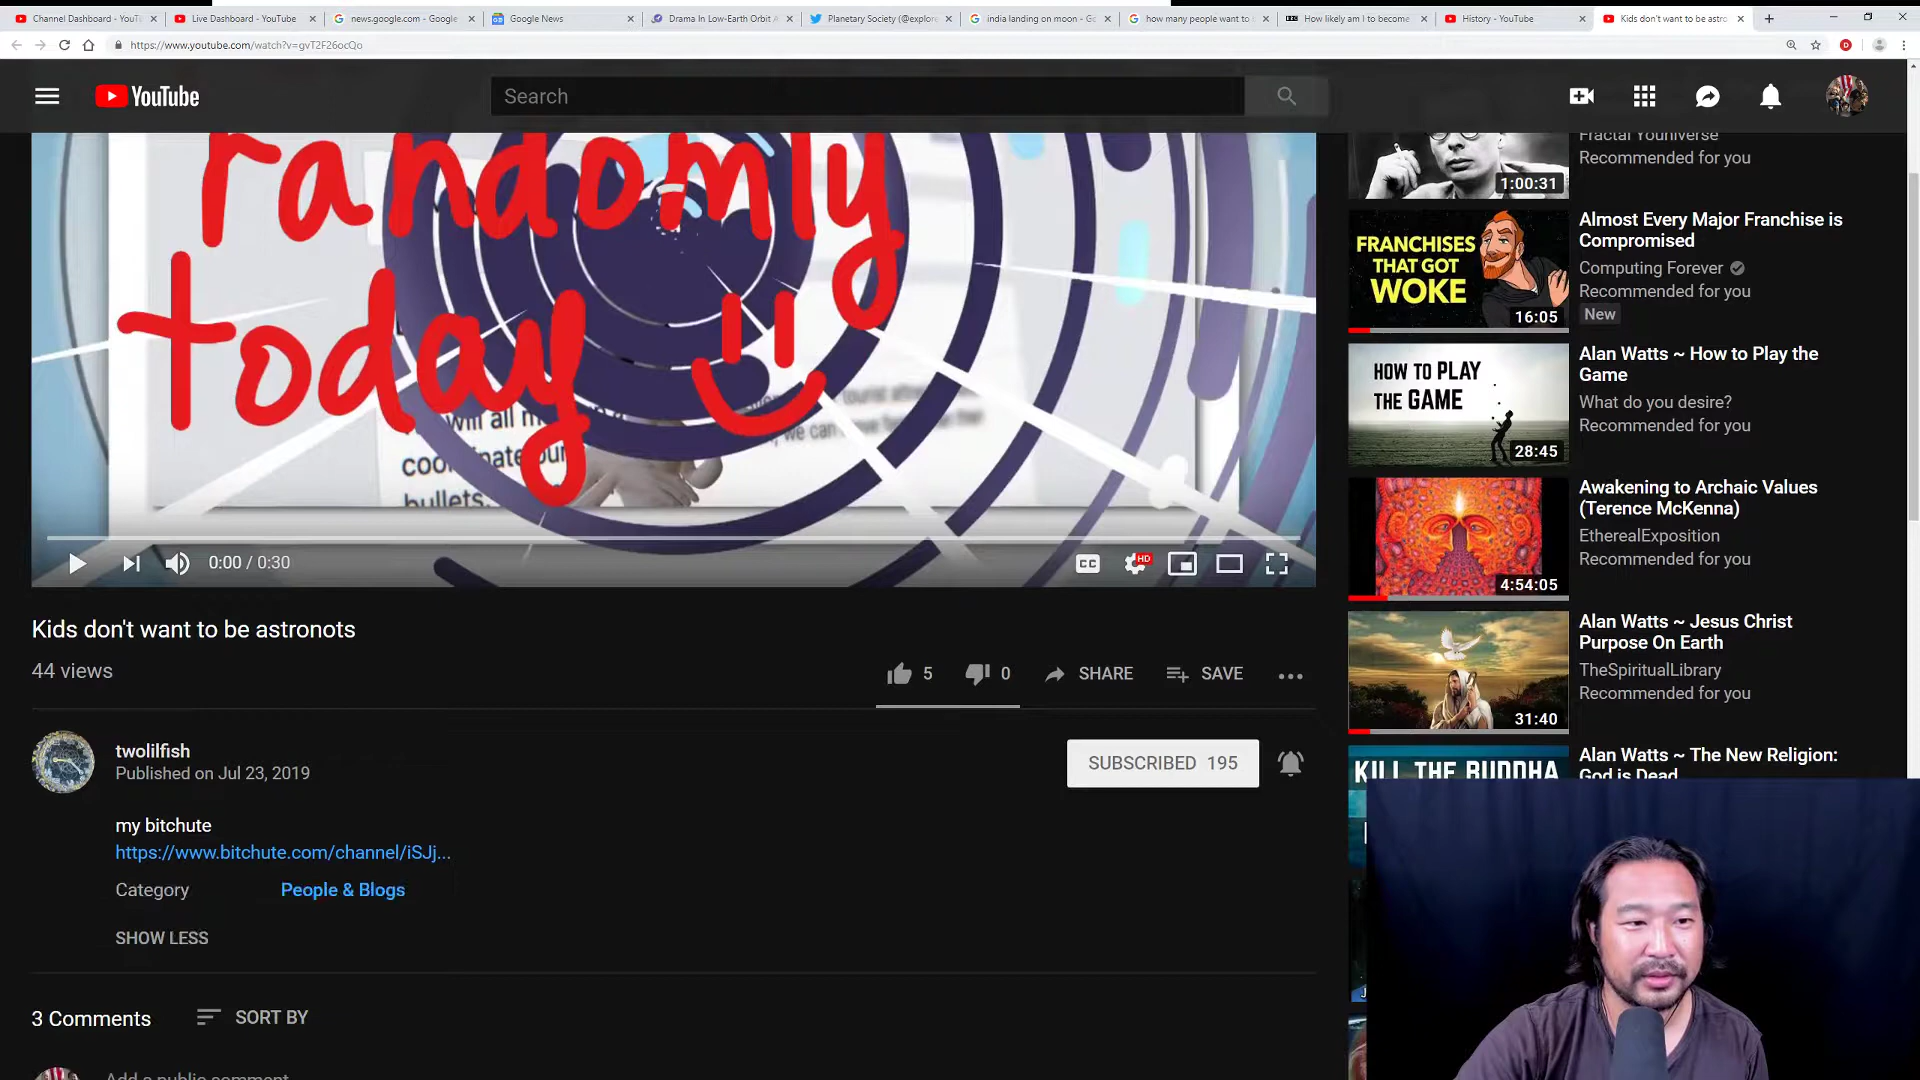 Channel Dashboard - YouT
Live Dashboard - YouTube
news.google.com - Google
Google News
Drama In Low-Earth Orbit
Planetary Society (@explore
india landing on moon - Go
how many people want to
How likely am I to become
History - YouTube
Kids don't want to be astro
https://www.youtube.com/watch?v=gvT2F26ocQo
YouTube
Search
randomly
today
will all
bullets.
0:00 / 0:30
CC
HD
Kids don't want to be astronots
44 views
5
0
SHARE
SAVE
twolilfish
Published on Jul 23, 2019
SUBSCRIBED 195
my bitchute
https://www.bitchute.com/channel/iSJj...
Category
People & Blogs
SHOW LESS
3 Comments
SORT BY
Add a public comment
Fractal Youniverse
Recommended for you
1:00:31
FRANCHISES
THAT GOT
WOKE
16:05
Almost Every Major Franchise is
Compromised
Computing Forever
Recommended for you
New
HOW TO PLAY
THE GAME
28:45
Alan Watts ~ How to Play the
Game
What do you desire?
Recommended for you
4:54:05
Awakening to Archaic Values
(Terence McKenna)
EtherealExposition
Recommended for you
31:40
Alan Watts ~ Jesus Christ
Purpose On Earth
TheSpiritualLibrary
Recommended for you
KILL THE BUDDHA
Alan Watts ~ The New Religion:
God is Dead